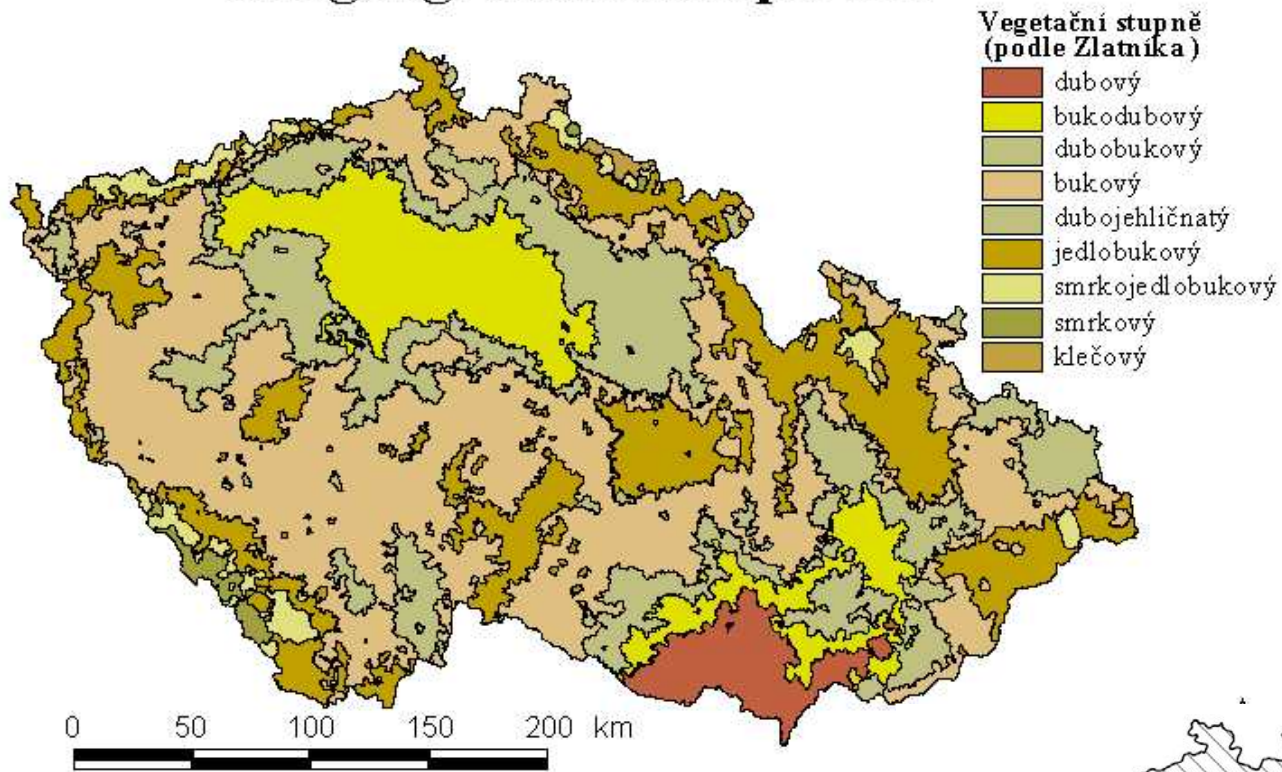 Vegetační stupně
(podle Zlatníka)
dubový
bukodubový
dubobukový
bukový
dubojehličnatý
jedlobukový
smrkojedlobukový
smrkový
klečový
0 50 100 150 200 km